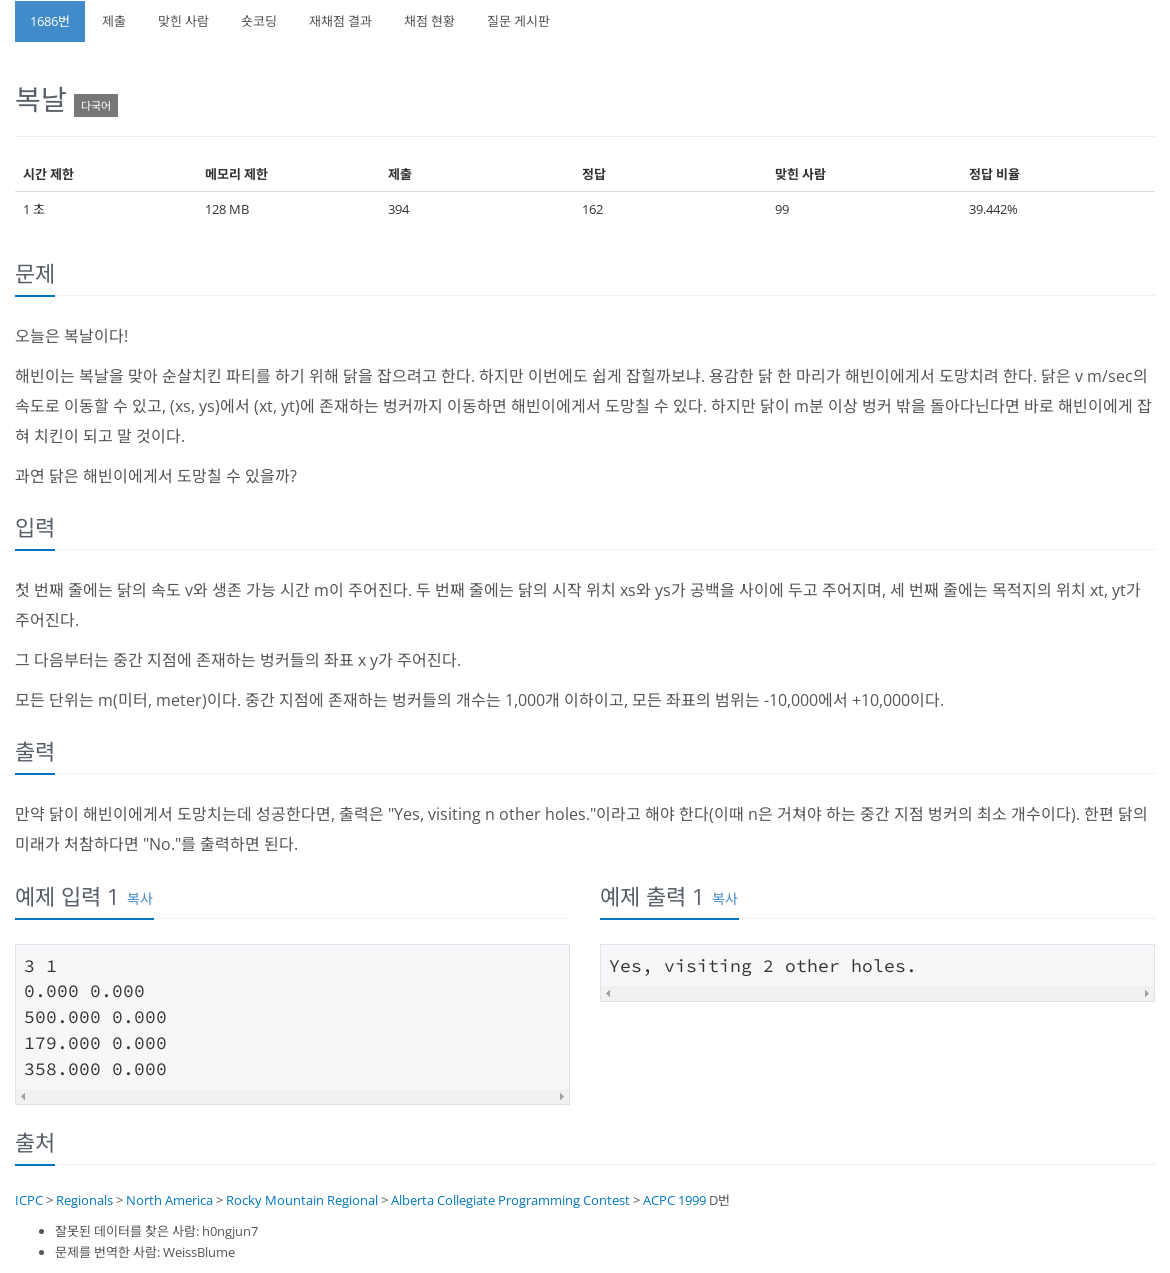 1686번 제출 맞힌 사람 숏코딩 재채점 결과 채점 현황 질문 게시판
복날 다국어
시간 제한 메모리 제한 제출 정답 맞힌 사람 정답 비율
1 초 128 MB 394 162 99 39.442%
문제
오늘은 복날이다!
해빈이는 복날을 맞아 순살치킨 파티를 하기 위해 닭을 잡으려고 한다. 하지만 이번에도 쉽게 잡힐까보냐. 용감한 닭 한 마리가 해빈이에게서 도망치려 한다. 닭은 v m/sec의
속도로 이동할 수 있고, (xs, ys)에서 (xt, yt)에 존재하는 벙커까지 이동하면 해빈이에게서 도망칠 수 있다. 하지만 닭이 m분 이상 벙커 밖을 돌아다닌다면 바로 해빈이에게 잡
혀 치킨이 되고 말 것이다.
과연 닭은 해빈이에게서 도망칠 수 있을까?
입력
첫 번째 줄에는 닭의 속도 v와 생존 가능 시간 m이 주어진다. 두 번째 줄에는 닭의 시작 위치 xs와 ys가 공백을 사이에 두고 주어지며, 세 번째 줄에는 목적지의 위치 xt, yt가
주어진다.
그 다음부터는 중간 지점에 존재하는 벙커들의 좌표 x y가 주어진다.
모든 단위는 m(미터, meter)이다. 중간 지점에 존재하는 벙커들의 개수는 1,000개 이하이고, 모든 좌표의 범위는 -10,000에서 +10,000이다.
출력
만약 닭이 해빈이에게서 도망치는데 성공한다면, 출력은 "Yes, visiting n other holes."이라고 해야 한다(이때 n은 거쳐야 하는 중간 지점 벙커의 최소 개수이다). 한편 닭의
미래가 처참하다면 "No."를 출력하면 된다.
예제 입력 1 복사
3 1
0.000 0.000
500.000 0.000
179.000 0.000
358.000 0.000
예제 출력 1 복사
Yes, visiting 2 other holes.
출처
ICPC > Regionals > North America > Rocky Mountain Regional > Alberta Collegiate Programming Contest > ACPC 1999 D번
잘못된 데이터를 찾은 사람: h0ngjun7
문제를 번역한 사람: WeissBlume